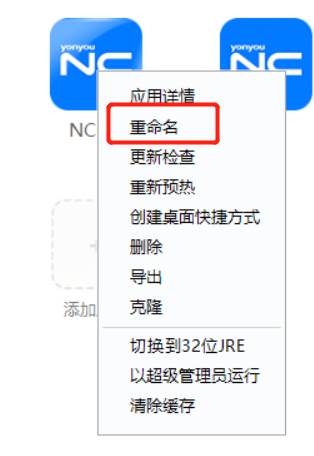 yonyou
NC
yonyou
NC
NC
应用详情
重命名
更新检查
重新预热
创建桌面快捷方式
删除
导出
添加
克隆
切换到32位JRE
以超级管理员运行
清除缓存